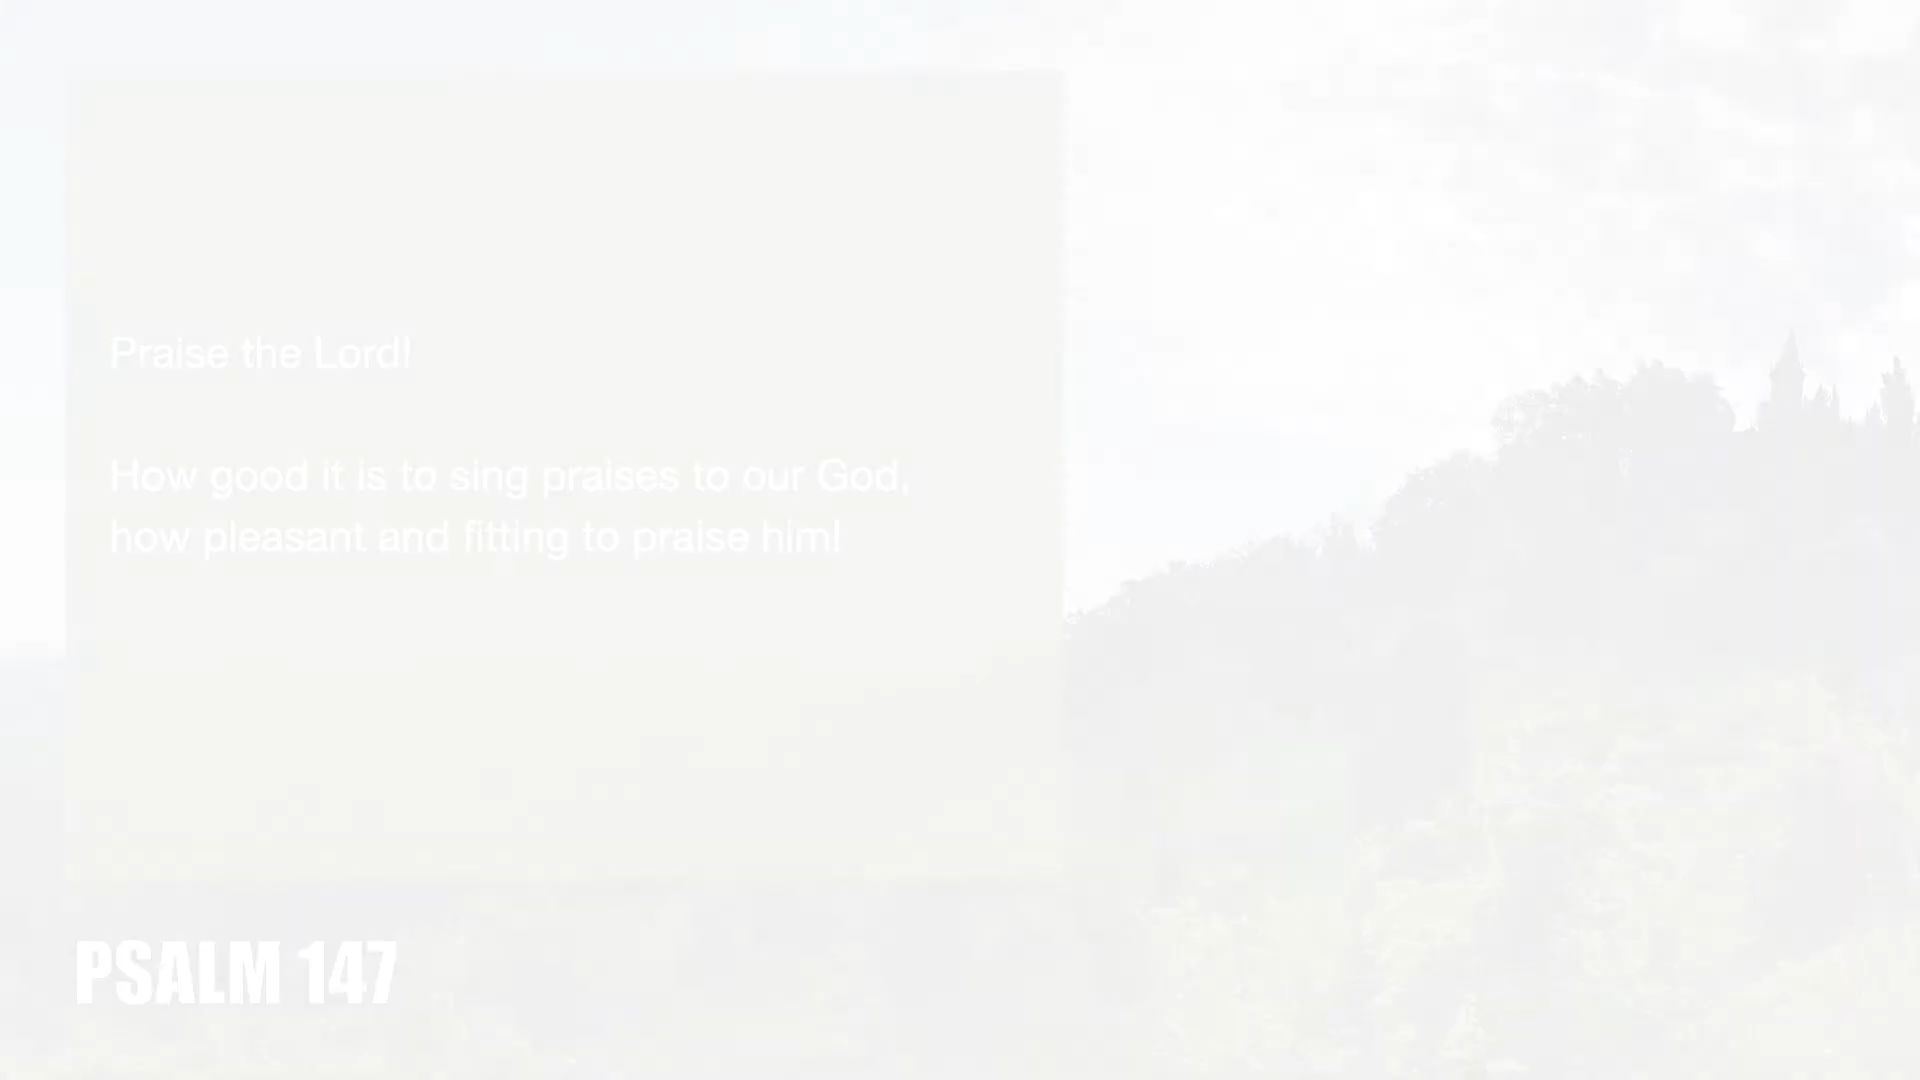 Praise the Lord!
How good it is to sing praises to our God,
how pleasant and fitting to praise him!
PSALM 147